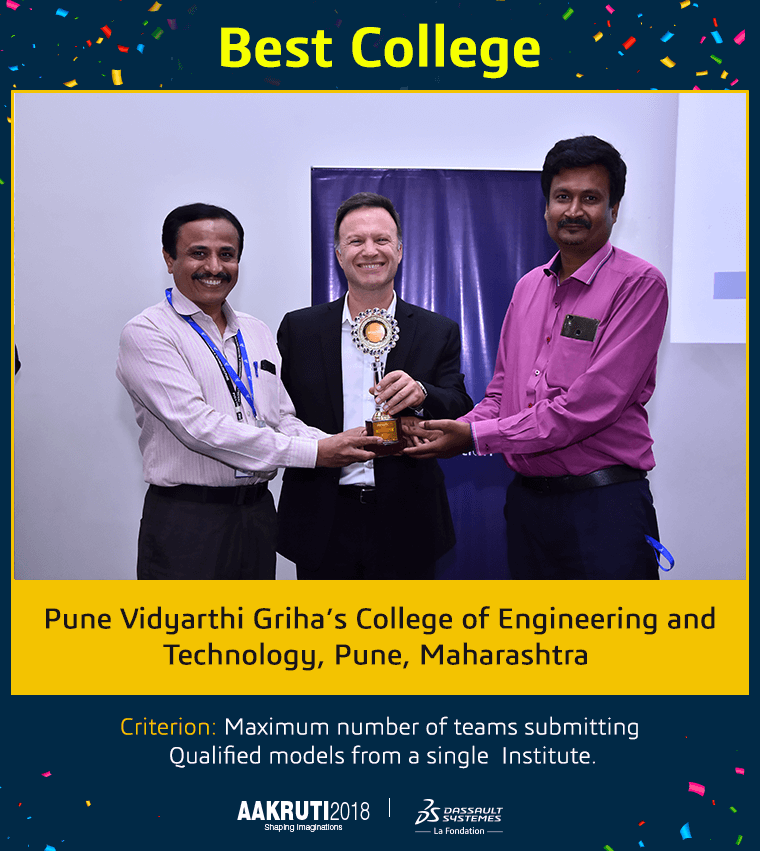 Best College
Pune Vidyarthi Griha's College of Engineering and
Technology, Pune, Maharashtra
Criterion: Maximum number of teams submitting
Qualified models from a single Institute.
AAKRUTI2018
Shaping Imaginations
DASSAULT
SYSTEMES
La Fondation